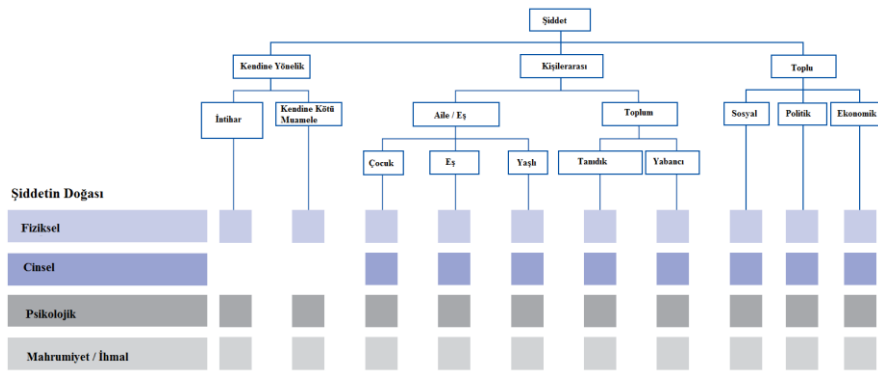 Şiddet
Kendine Yönelik
Kişilerarası
Toplu
İntihar
Kendine Kötü
Muamele
Aile / Eş
Toplum
Sosyal
Politik
Ekonomik
Çocuk
Eş
Yaşlı
Tanıdık
Yabancı
Şiddetin Doğası
Fiziksel
Cinsel
Psikolojik
Mahrumiyet / İhmal